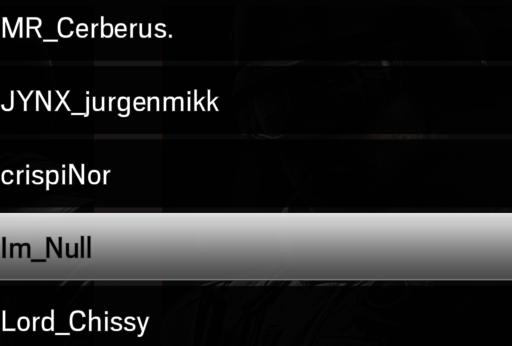 MR_Cerberus.
JYNX_jurgenmikk
crispiNor
Im_Null
Lord_Chissy